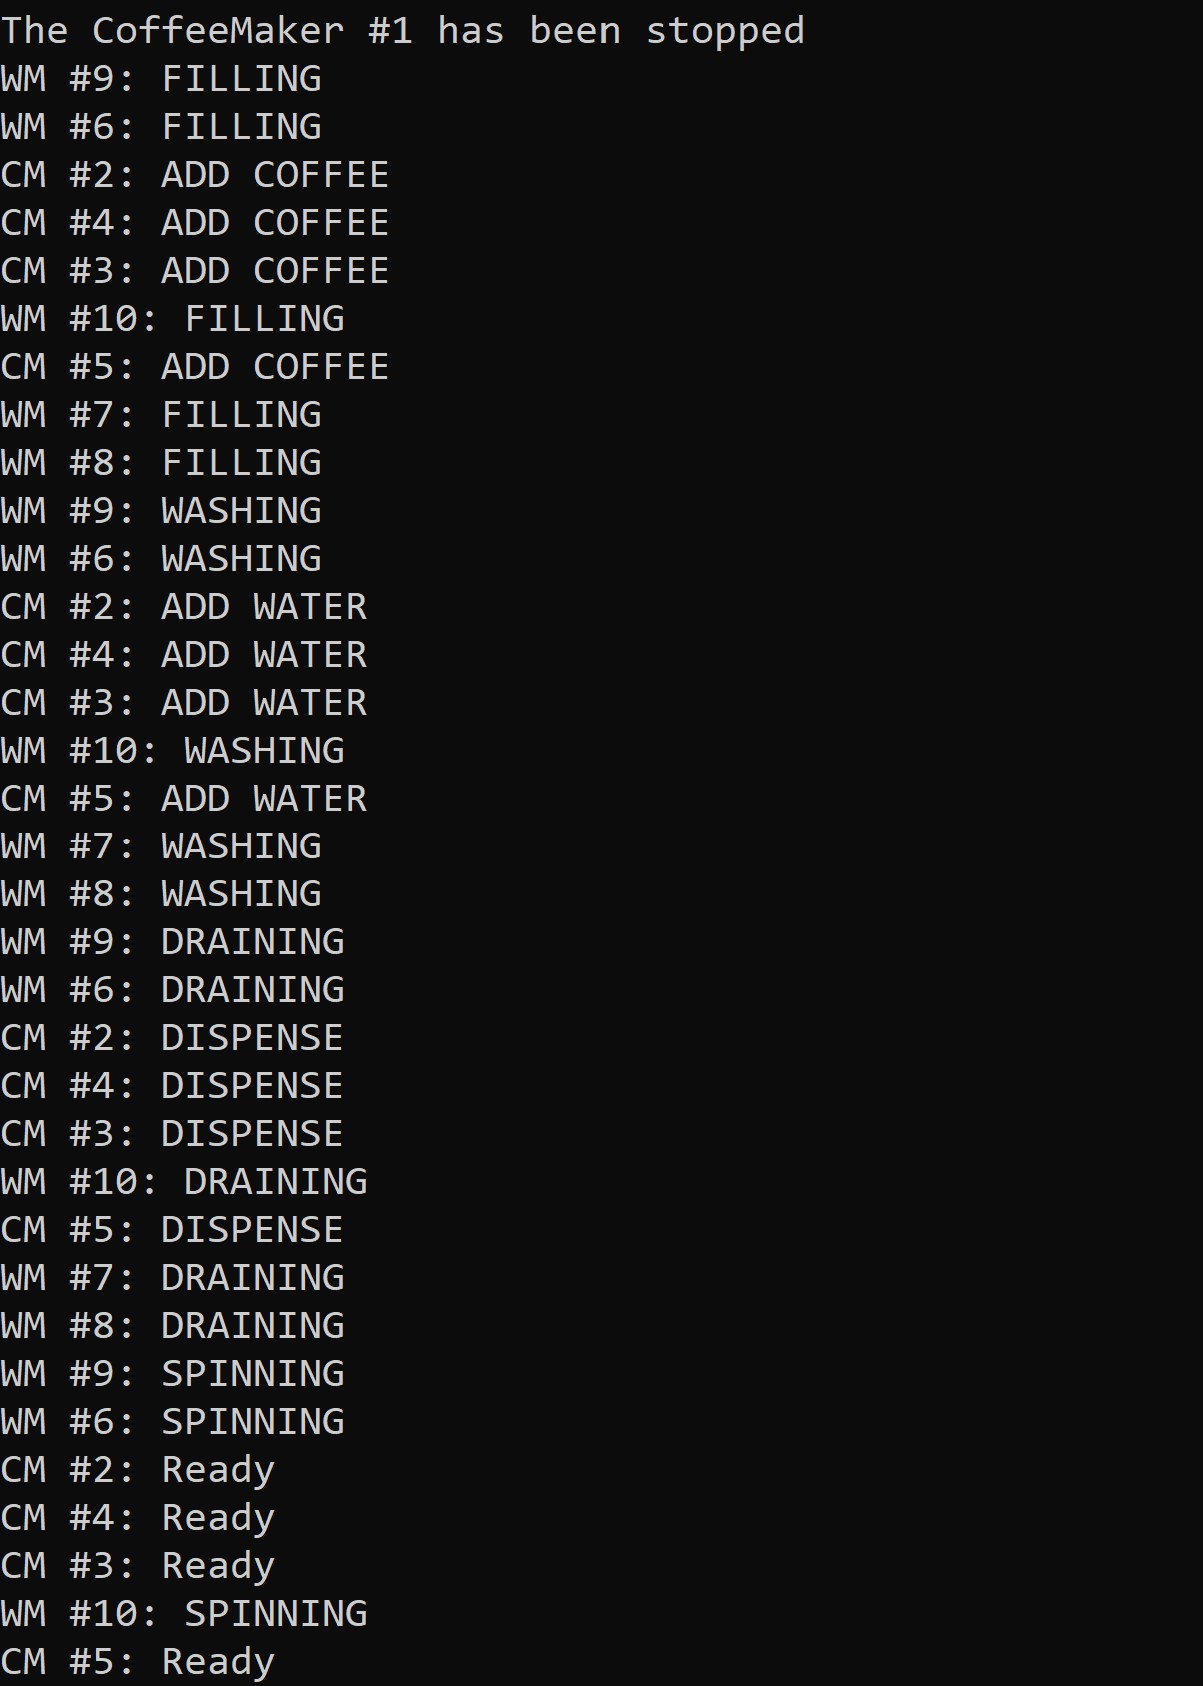 The CoffeeMaker #1 has been stopped
WM #9: FILLING
WM #6: FILLING
CM #2: ADD COFFEE
CM #4: ADD COFFEE
CM #3: ADD COFFEE
WM #10: FILLING
CM #5: ADD COFFEE
WM #7: FILLING
WM #8: FILLING
WM #9: WASHING
WM #6: WASHING
CM #2: ADD WATER
CM #4: ADD WATER
CM #3: ADD WATER
WM #10: WASHING
CM #5: ADD WATER
WM #7: WASHING
WM #8: WASHING
WM #9: DRAINING
WM #6: DRAINING
CM #2: DISPENSE
CM #4: DISPENSE
CM #3: DISPENSE
WM #10: DRAINING
CM #5: DISPENSE
WM #7: DRAINING
WM #8: DRAINING
WM #9: SPINNING
WM #6: SPINNING
CM #2: Ready
CM #4: Ready
CM #3: Ready
WM #10: SPINNING
CM #5: Ready